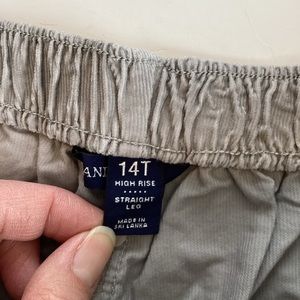 14T
HIGH RISE
STRAIGHT
LEG
MADE IN
SRI LANKA